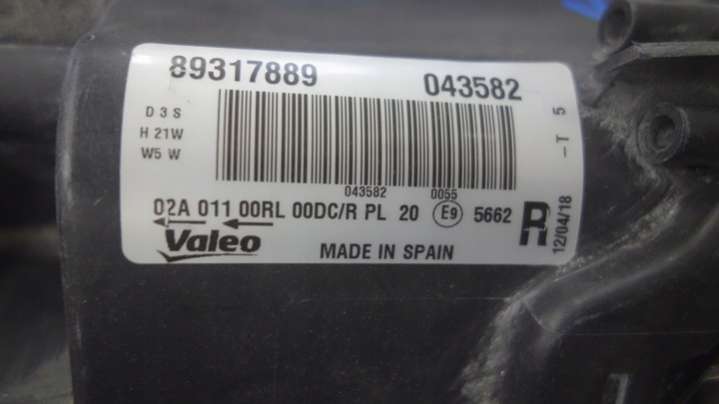 89317889 043582
D3S
H 21W
W5 W
043582 0055
02A 011 00RL 00DC/R PL 20 E9 5662 R
Valeo MADE IN SPAIN
12/04/18 -T 5